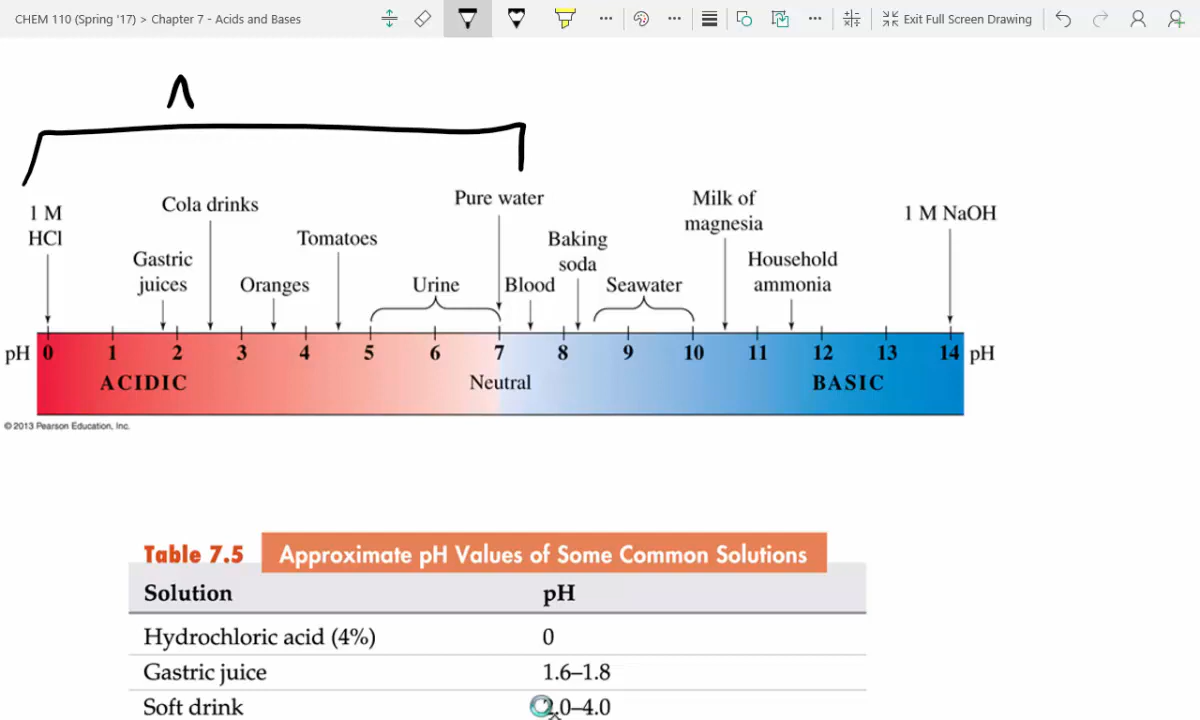 CHEM 110 (Spring '17) > Chapter 7 - Acids and Bases
Exit Full Screen Drawing
1 M
HCl
Gastric
juices
Cola drinks
Oranges
Tomatoes
Urine
Pure water
Blood
Baking
soda
Seawater
Milk of
magnesia
Household
ammonia
1 M NaOH
pH 0 1 2 3 4 5 6 7 8 9 10 11 12 13 14 pH
ACIDIC Neutral BASIC
© 2013 Pearson Education, Inc.
Table 7.5 Approximate pH Values of Some Common Solutions
Solution pH
Hydrochloric acid (4%) 0
Gastric juice 1.6–1.8
Soft drink 2.0–4.0